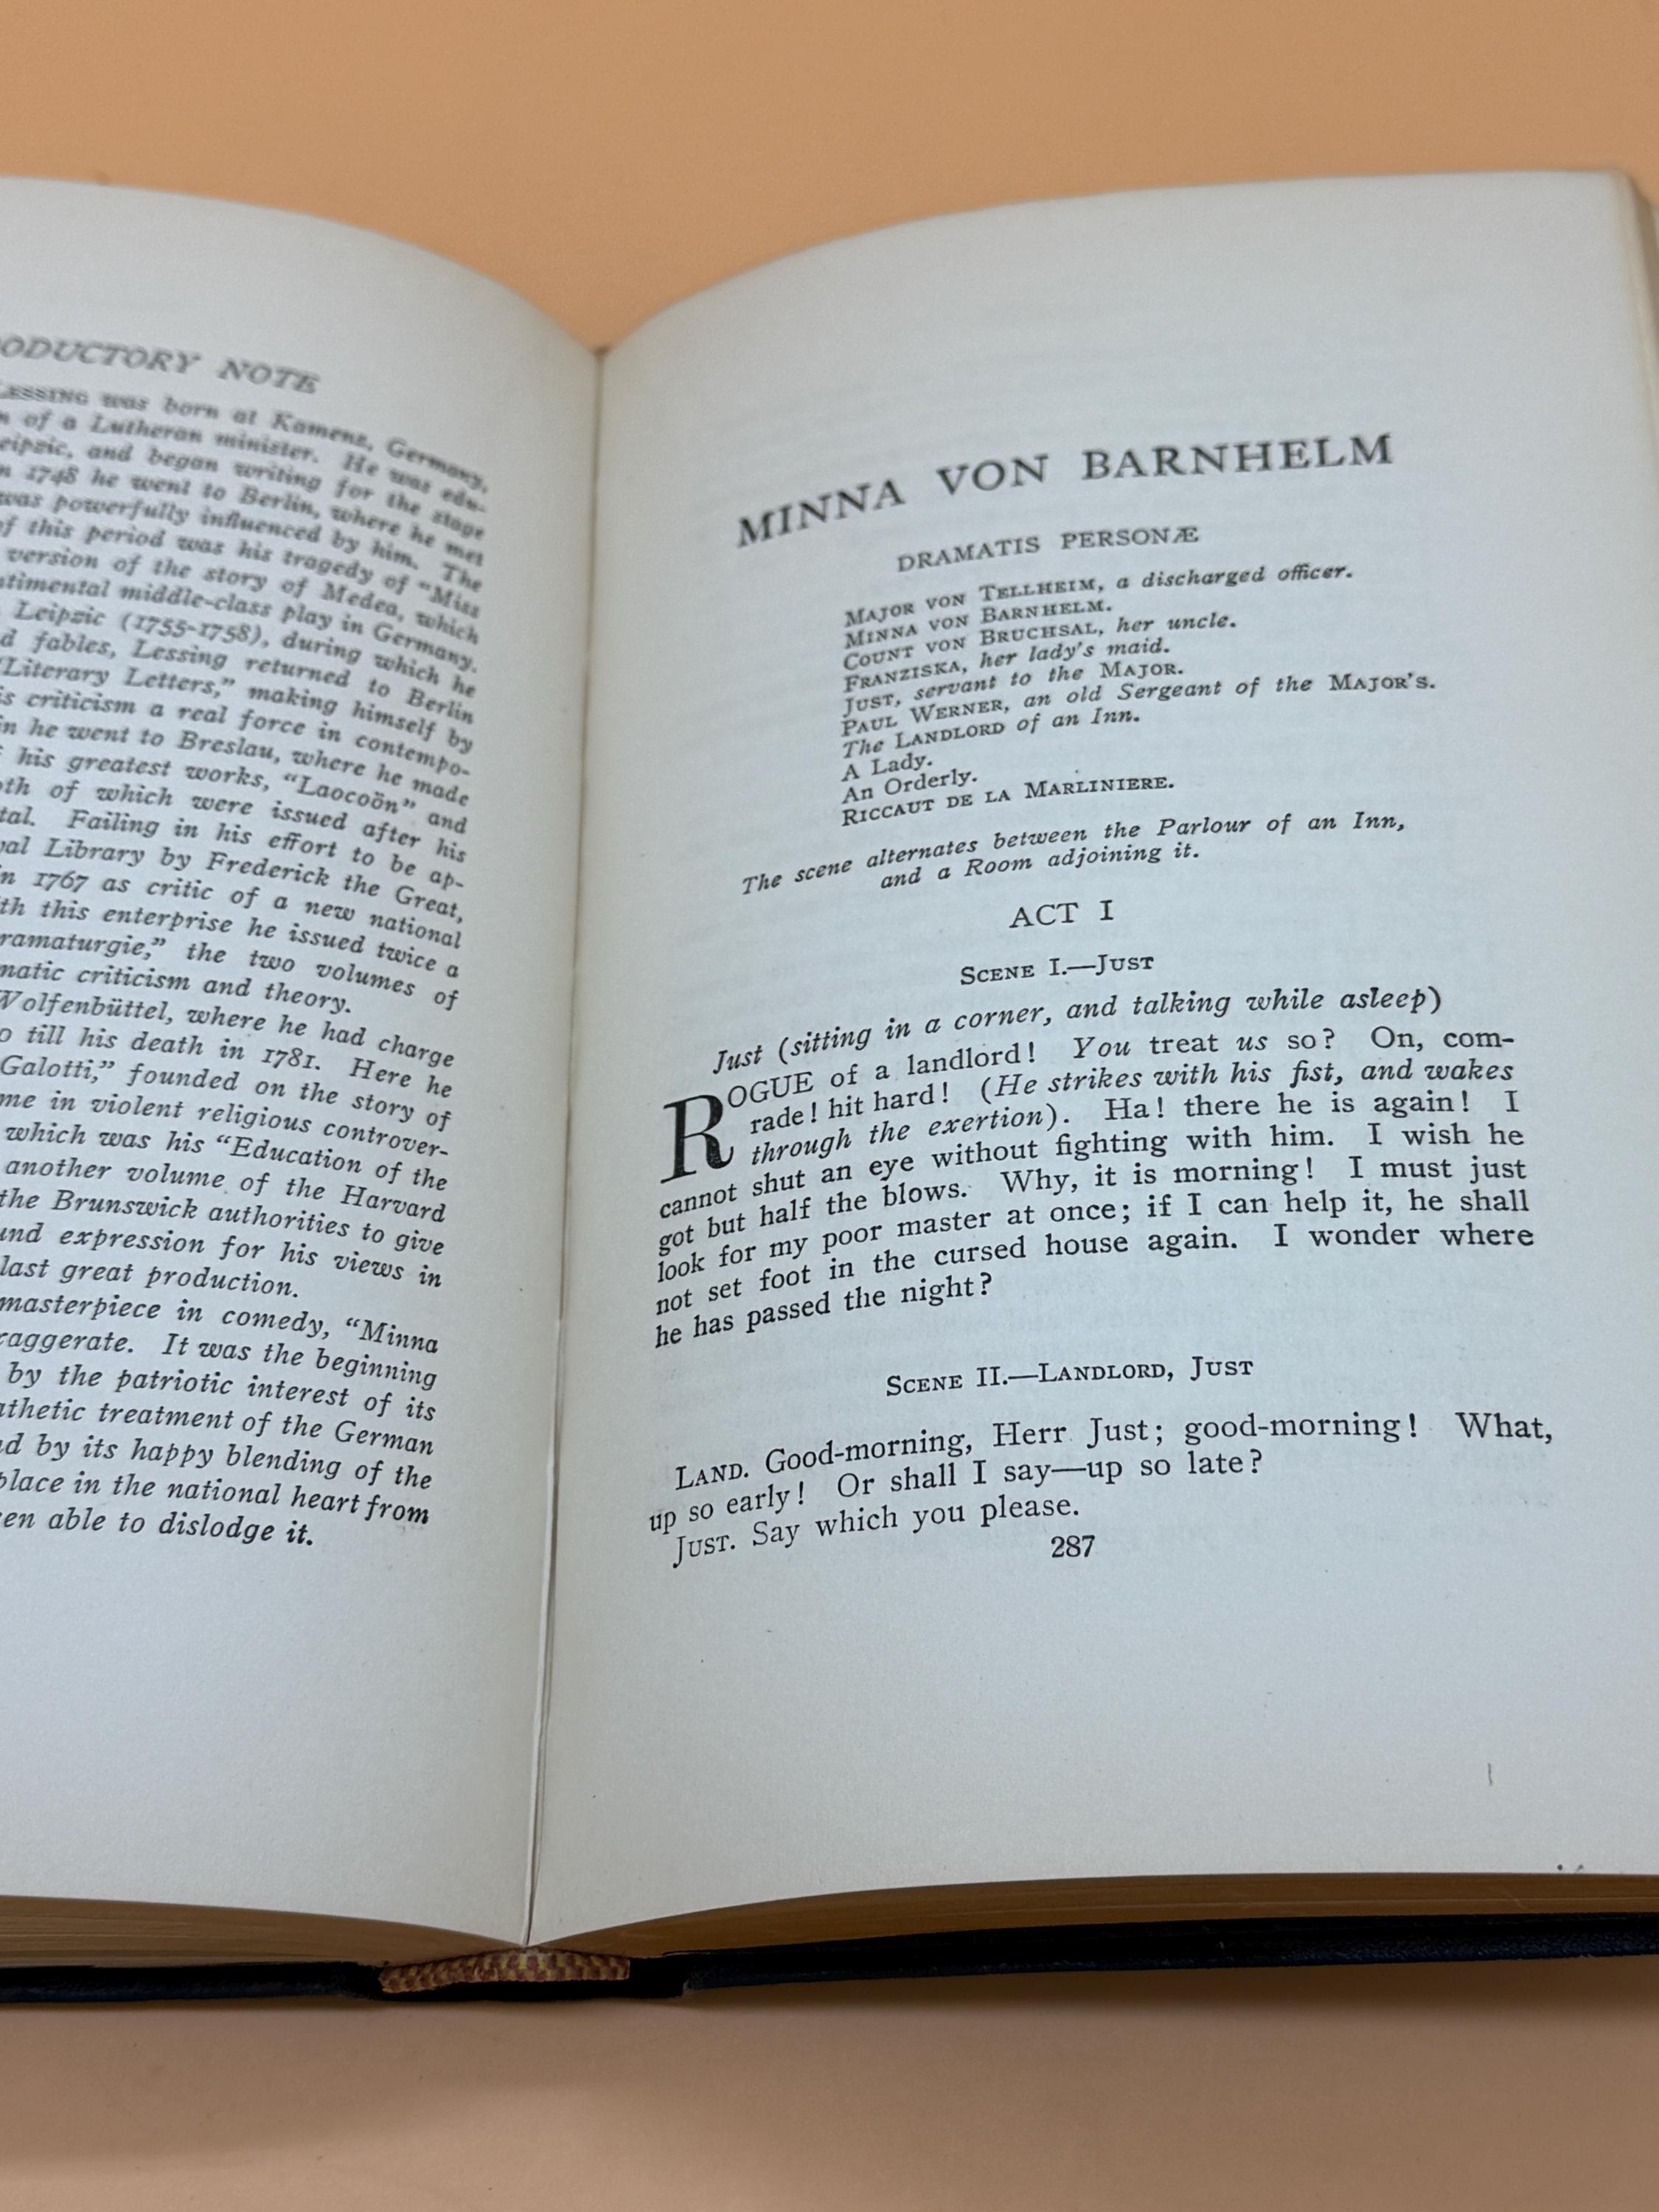 ODUCTORY NOTE
LESSING was born at Kamenz, Germany,
of a Lutheran minister. He was edu-
eipzic, and began writing for the stage
n 1748 he went to Berlin, where he met
was powerfully influenced by him. The
of this period was his tragedy of "Miss
version of the story of Medea, which
ntimental middle-class play in Germany.
Leipzic (1755-1758), during which he
d fables, Lessing returned to Berlin
"Literary Letters," making himself by
is criticism a real force in contempo-
in he went to Breslau, where he made
his greatest works, "Laocoön" and
oth of which were issued after his
tal. Failing in his effort to be ap-
yal Library by Frederick the Great,
in 1767 as critic of a new national
th this enterprise he issued twice a
ramaturgie," the two volumes of
matic criticism and theory.
Wolfenbüttel, where he had charge
o till his death in 1781. Here he
Galotti," founded on the story of
me in violent religious controver-
which was his "Education of the
another volume of the Harvard
the Brunswick authorities to give
und expression for his views in
last great production.
masterpiece in comedy, "Minna
xaggerate. It was the beginning
by the patriotic interest of its
athetic treatment of the German
nd by its happy blending of the
place in the national heart from
een able to dislodge it.
MINNA VON BARNHELM
DRAMATIS PERSONÆ
MAJOR VON TELLHEIM, a discharged officer.
MINNA VON BARNHELM.
COUNT VON BRUCHSAL, her uncle.
FRANZISKA, her lady's maid.
JUST, servant to the MAJOR.
PAUL WERNER, an old Sergeant of the MAJOR'S.
The LANDLORD of an Inn.
A Lady.
An Orderly.
RICCAUT DE LA MARLINIERE.
The scene alternates between the Parlour of an Inn,
and a Room adjoining it.
ACT I
SCENE I.—JUST
Just (sitting in a corner, and talking while asleep)
ROGUE of a landlord! You treat us so? On, com-
rade! hit hard! (He strikes with his fist, and wakes
through the exertion). Ha! there he is again! I
cannot shut an eye without fighting with him. I wish he
got but half the blows. Why, it is morning! I must just
look for my poor master at once; if I can help it, he shall
not set foot in the cursed house again. I wonder where
he has passed the night?
SCENE II.—LANDLORD, JUST
LAND. Good-morning, Herr Just; good-morning! What,
up so early! Or shall I say—up so late?
JUST. Say which you please.
287